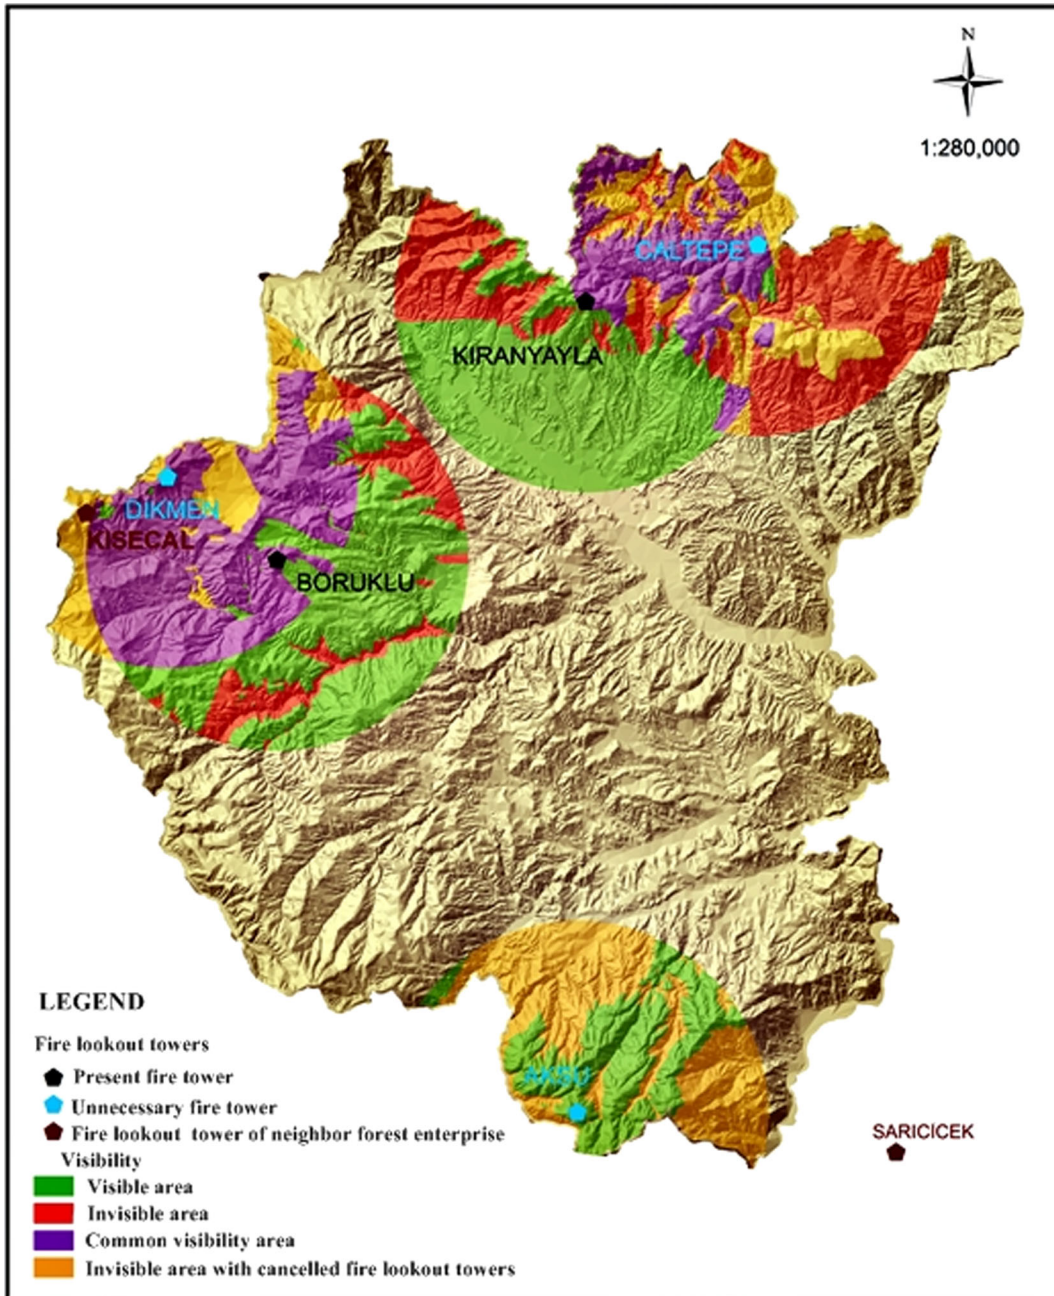 N
1:280,000
CALTEPE
KIRANYAYLA
DIKMEN
KISECAL
BORUKLU
AKSU
SARICICEK
LEGEND
Fire lookout towers
Present fire tower
Unnecessary fire tower
Fire lookout tower of neighbor forest enterprise
Visibility
Visible area
Invisible area
Common visibility area
Invisible area with cancelled fire lookout towers